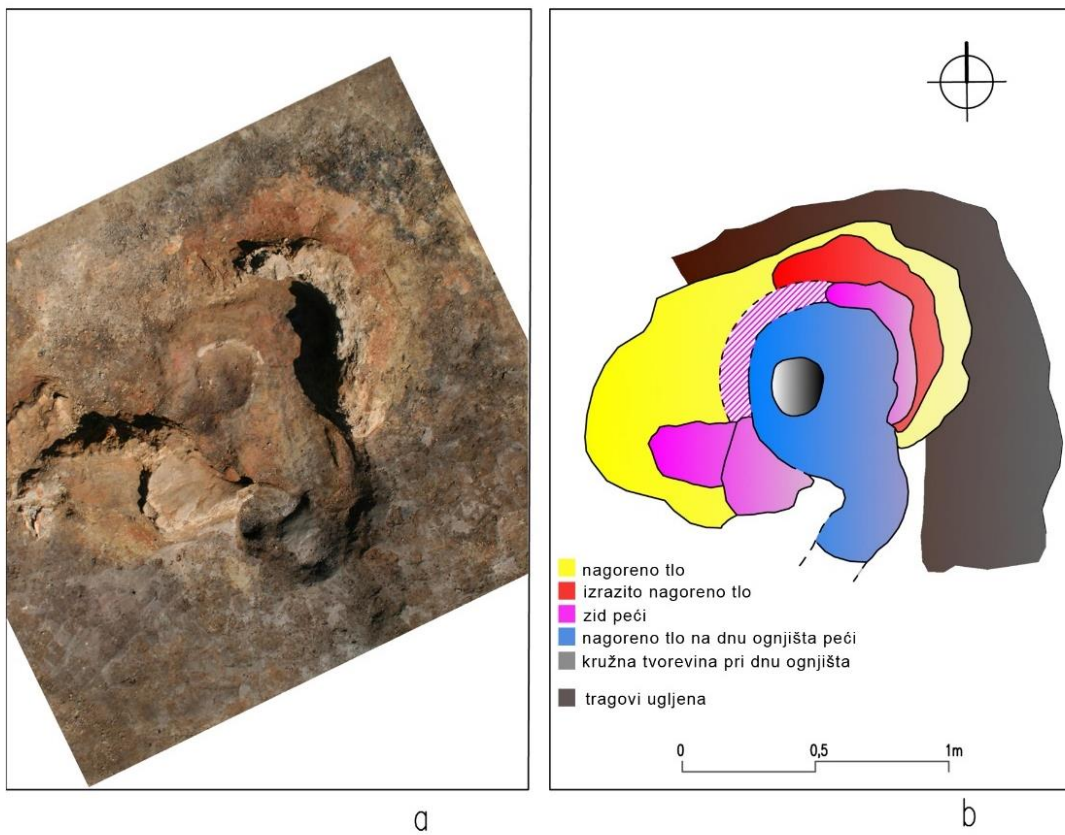 nagoreno tlo
izrazito nagoreno tlo
zid peći
nagoreno tlo na dnu ognjišta peći
kružna tvorevina pri dnu ognjišta
tragovi ugljena
0 0,5 1m
a b